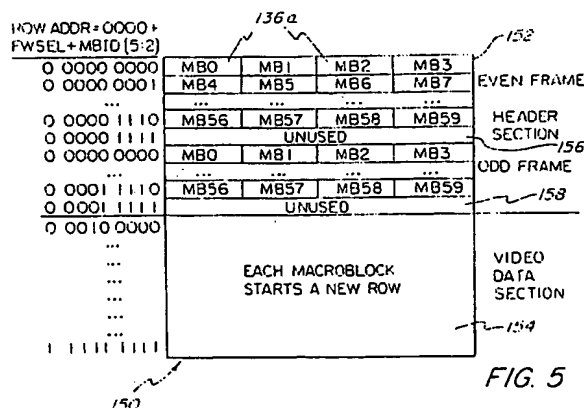 136a
ROW ADDR = 0000 +
FWSEL + MBID (5:2)
152
0 0000 0000 MB0 MB1 MB2 MB3
0 0000 0001 MB4 MB5 MB6 MB7
EVEN FRAME
... ... ... ... ...
0 0000 1110 MB56 MB57 MB58 MB59
HEADER
SECTION
0 0000 1111 UNUSED
156
0 0000 0000 MB0 MB1 MB2 MB3
ODD FRAME
... ... ... ... ...
0 0001 1110 MB56 MB57 MB58 MB59
0 0001 1111 UNUSED
158
0 0010 0000
...
...
...
...
...
...
1 1111 1111
EACH MACROBLOCK
STARTS A NEW ROW
VIDEO
DATA
SECTION
154
150
FIG. 5